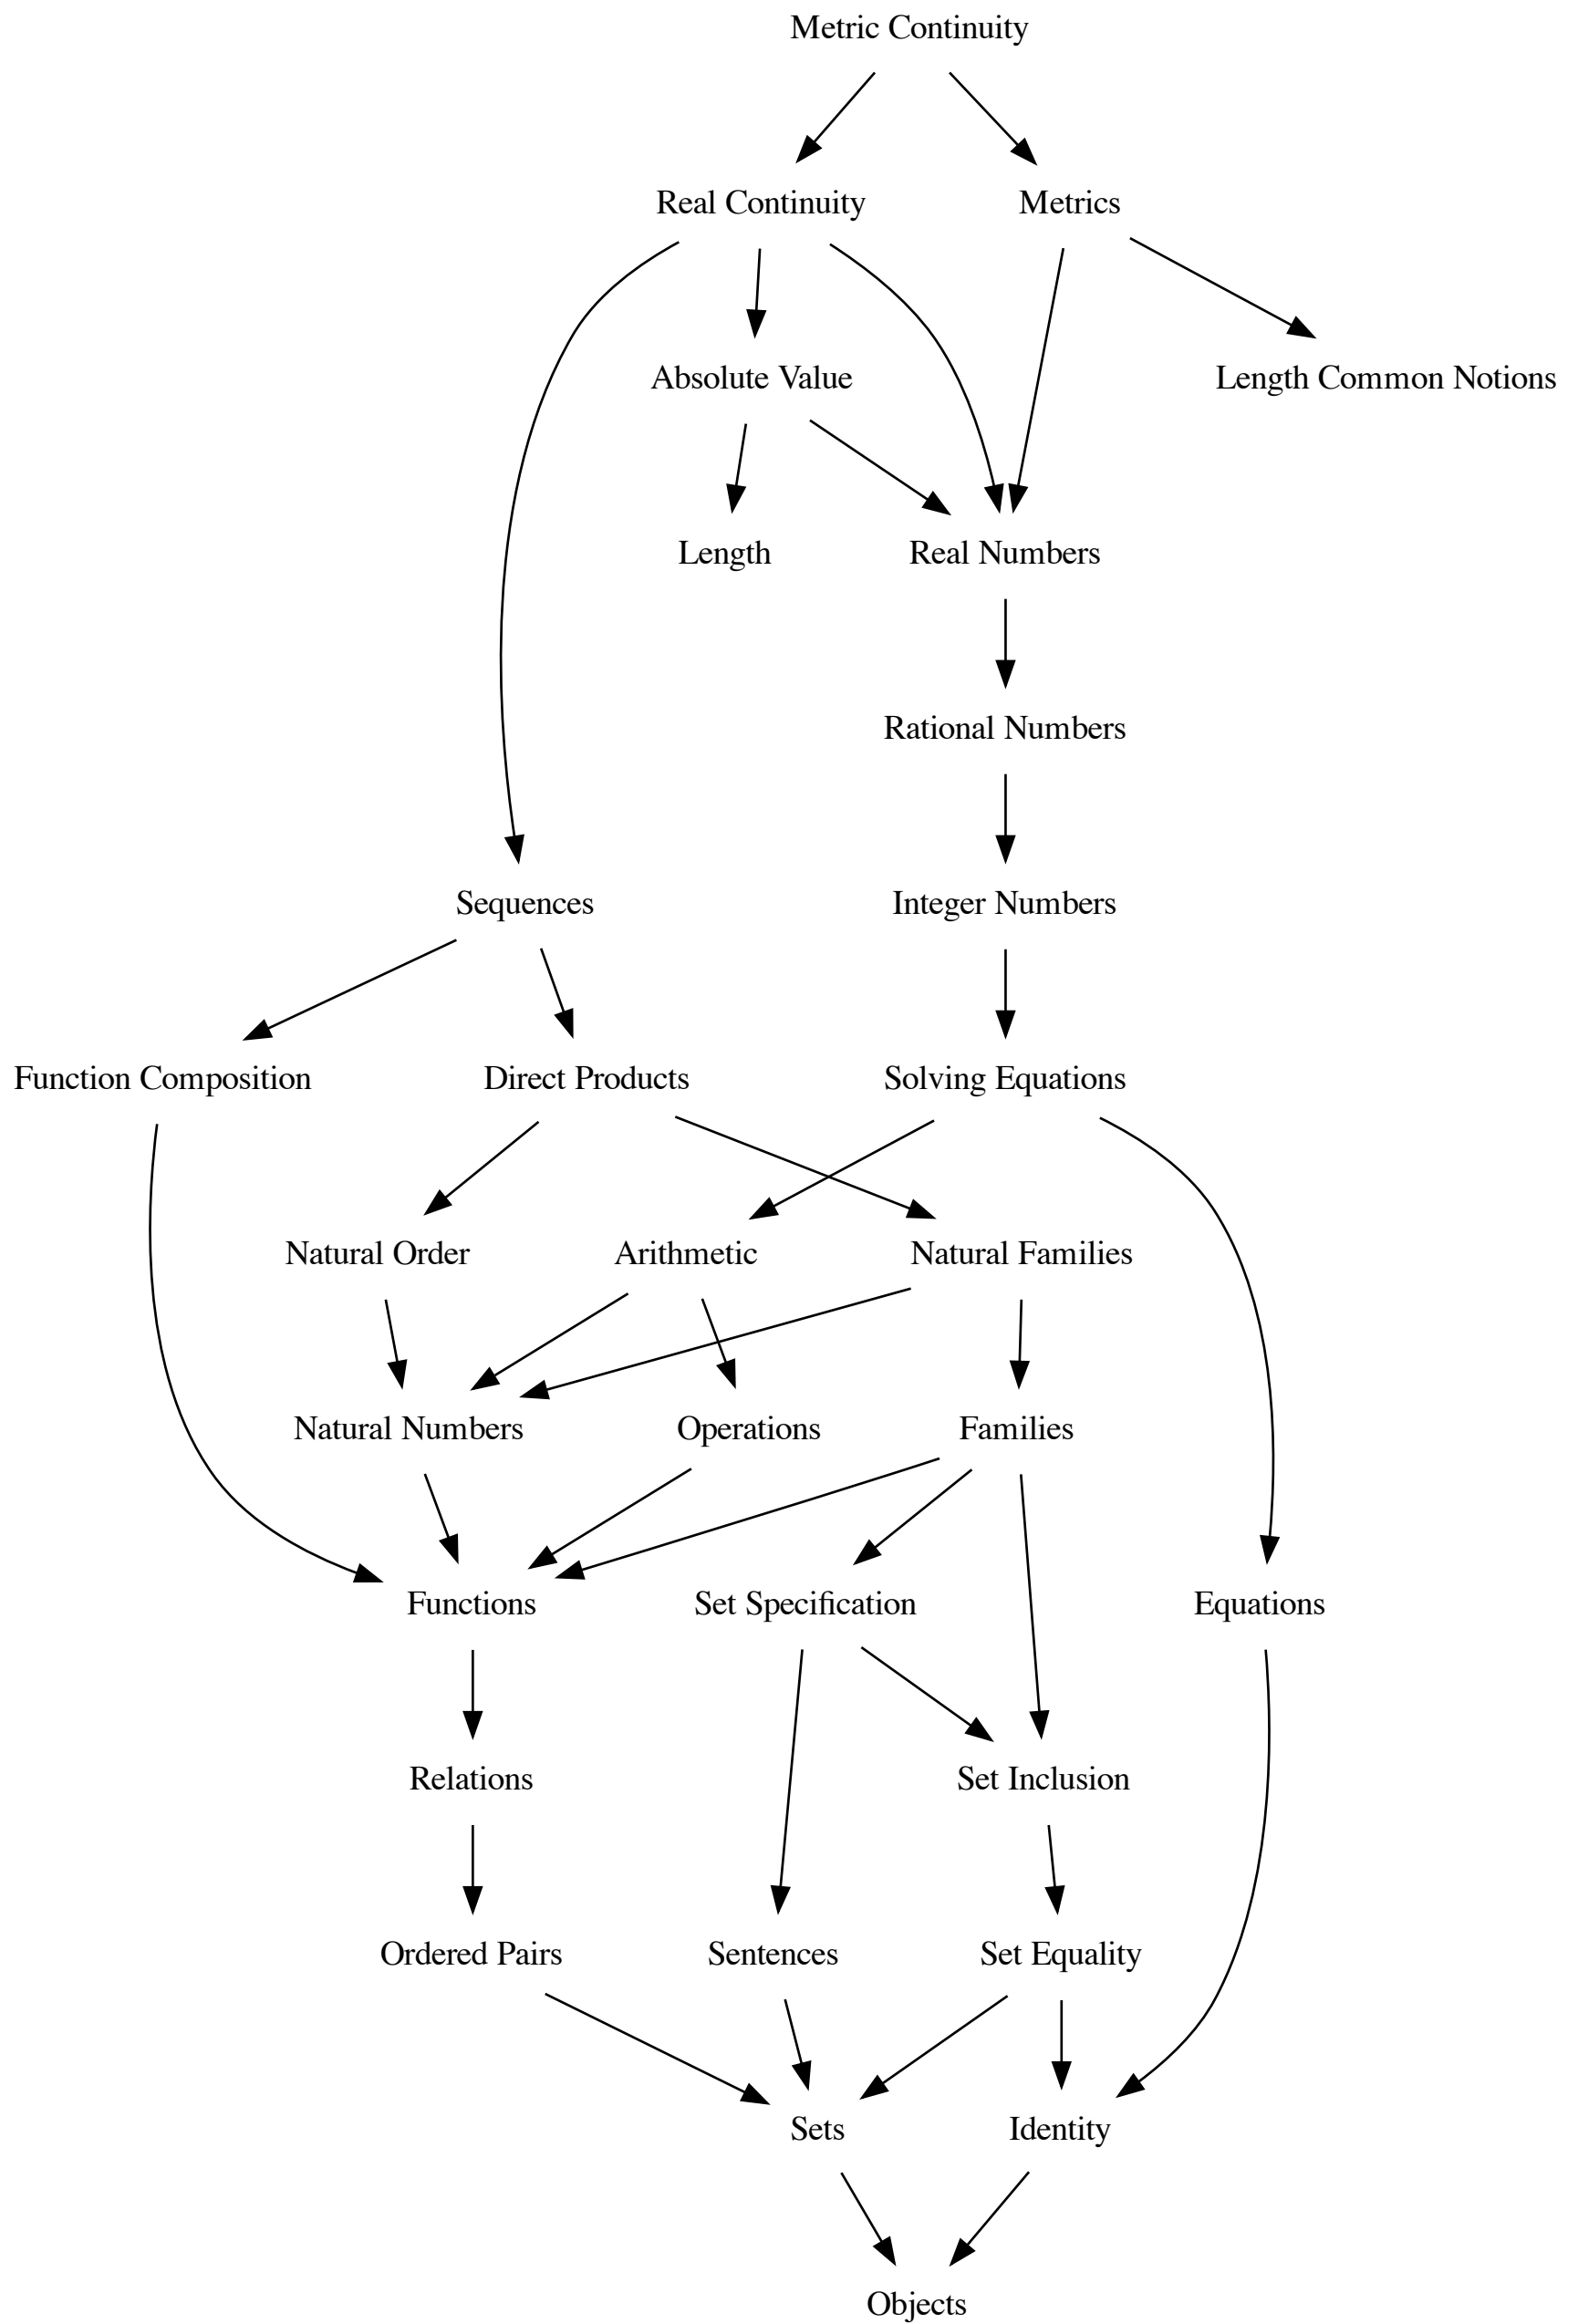 Metric Continuity
Real Continuity
Metrics
Absolute Value
Length Common Notions
Length
Real Numbers
Rational Numbers
Sequences
Integer Numbers
Function Composition
Direct Products
Solving Equations
Natural Order
Arithmetic
Natural Families
Natural Numbers
Operations
Families
Functions
Set Specification
Equations
Relations
Set Inclusion
Ordered Pairs
Sentences
Set Equality
Sets
Identity
Objects